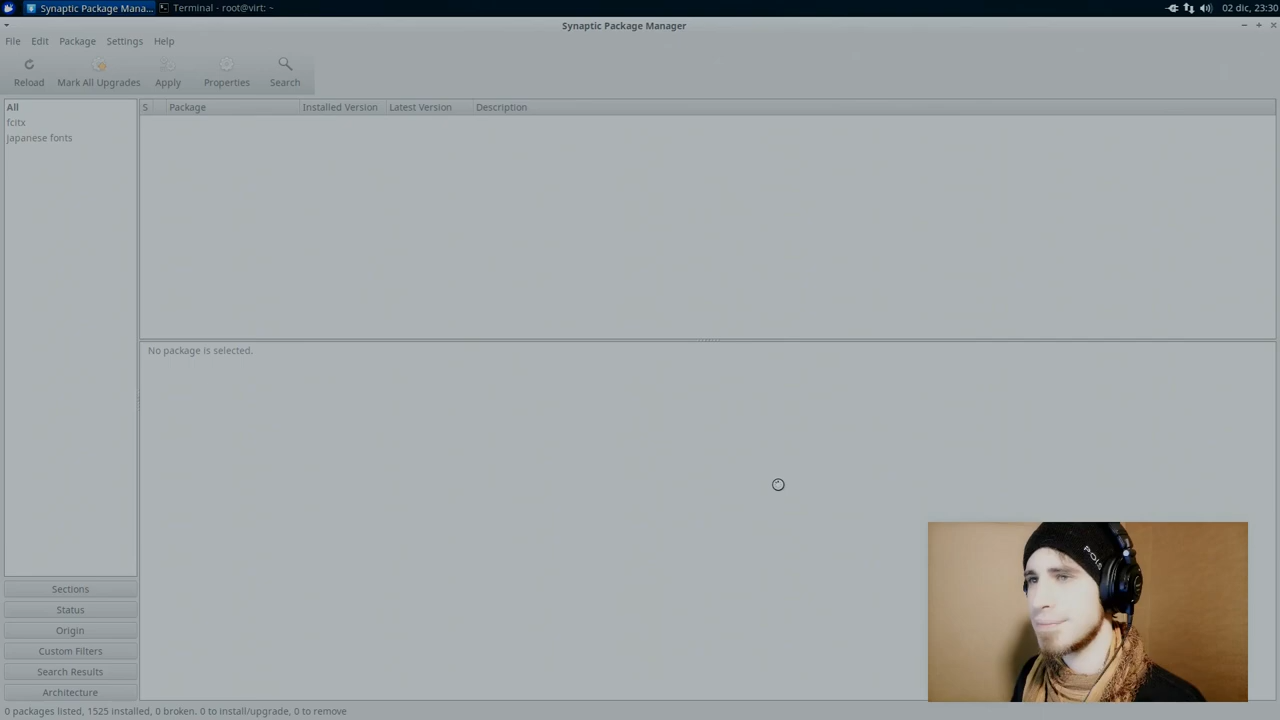 Synaptic Package Mana...
Terminal - root@virt: ~
02 dic, 23:30
Synaptic Package Manager
File Edit Package Settings Help
Reload Mark All Upgrades Apply Properties Search
All
fcitx
japanese fonts
S Package Installed Version Latest Version Description
No package is selected.
Sections
Status
Origin
Custom Filters
Search Results
Architecture
0 packages listed, 1525 installed, 0 broken. 0 to install/upgrade, 0 to remove